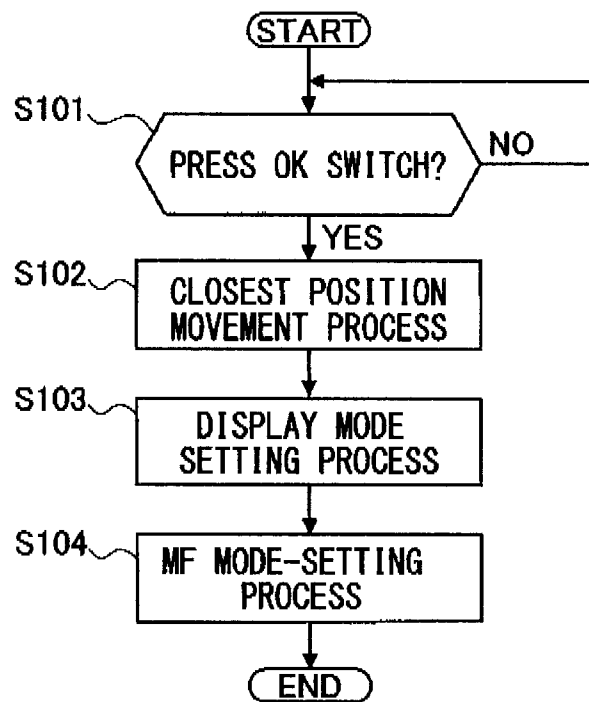 START
S101
PRESS OK SWITCH?
NO
YES
S102
CLOSEST POSITION
MOVEMENT PROCESS
S103
DISPLAY MODE
SETTING PROCESS
S104
MF MODE-SETTING
PROCESS
END